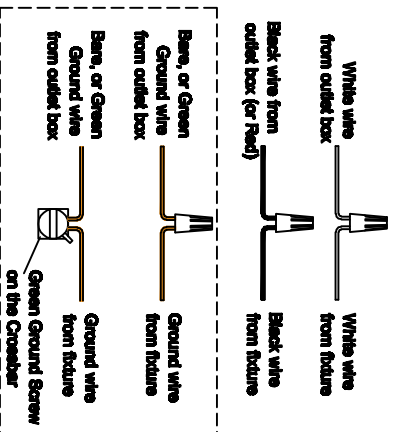 White wire
from outlet box
White wire
from fixture
Black wire from
outlet box (or Red)
Black wire
from fixture
Bare, or Green
Ground wire
from outlet box
Ground wire
from fixture
Bare, or Green
Ground wire
from outlet box
Ground wire
from fixture
Green Ground Screw
on the Crossbar